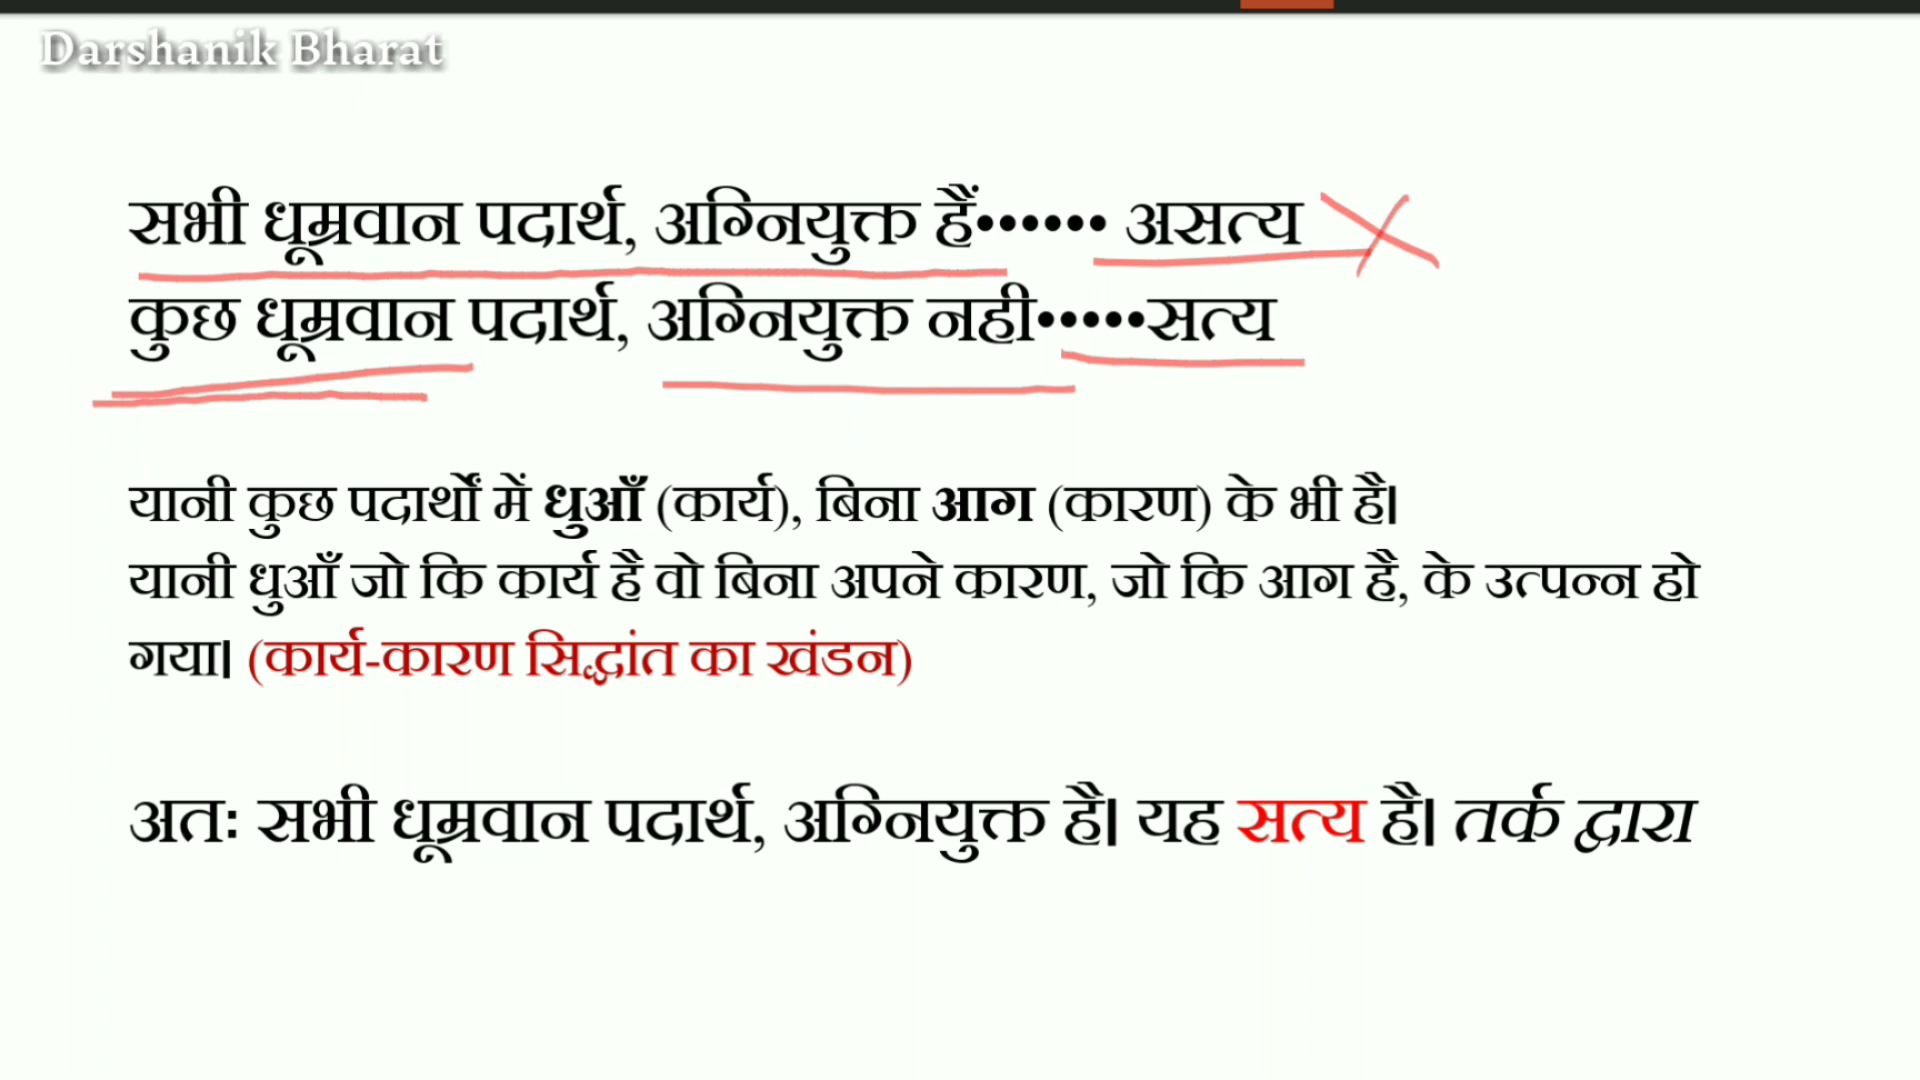 Darshanik Bharat
सभी धूम्रवान पदार्थ, अग्नियुक्त हैं•••••• असत्य
कुछ धूम्रवान पदार्थ, अग्नियुक्त नही•••••सत्य
यानी कुछ पदार्थों में धुआँ (कार्य), बिना आग (कारण) के भी है।
यानी धुआँ जो कि कार्य है वो बिना अपने कारण, जो कि आग है, के उत्पन्न हो
गया। (कार्य-कारण सिद्धांत का खंडन)
अतः सभी धूम्रवान पदार्थ, अग्नियुक्त है। यह सत्य है। तर्क द्वारा